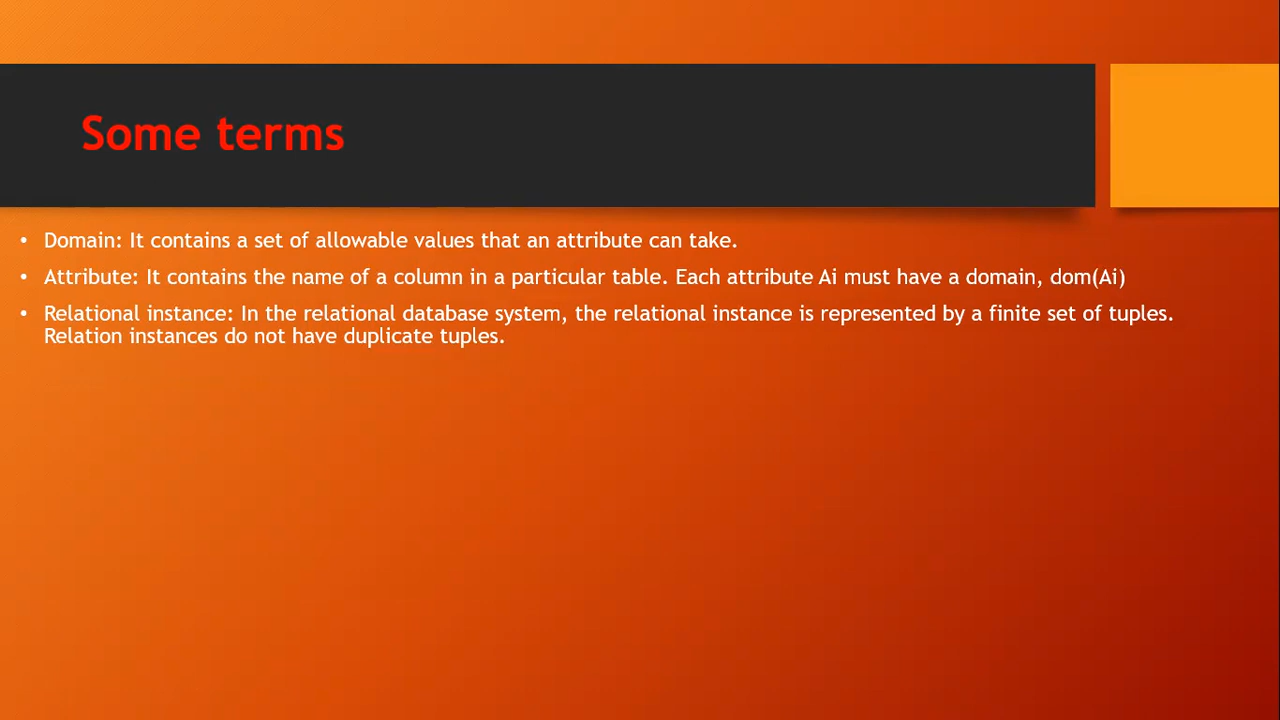 Some terms
• Domain: It contains a set of allowable values that an attribute can take.
• Attribute: It contains the name of a column in a particular table. Each attribute Ai must have a domain, dom(Ai)
• Relational instance: In the relational database system, the relational instance is represented by a finite set of tuples.
Relation instances do not have duplicate tuples.